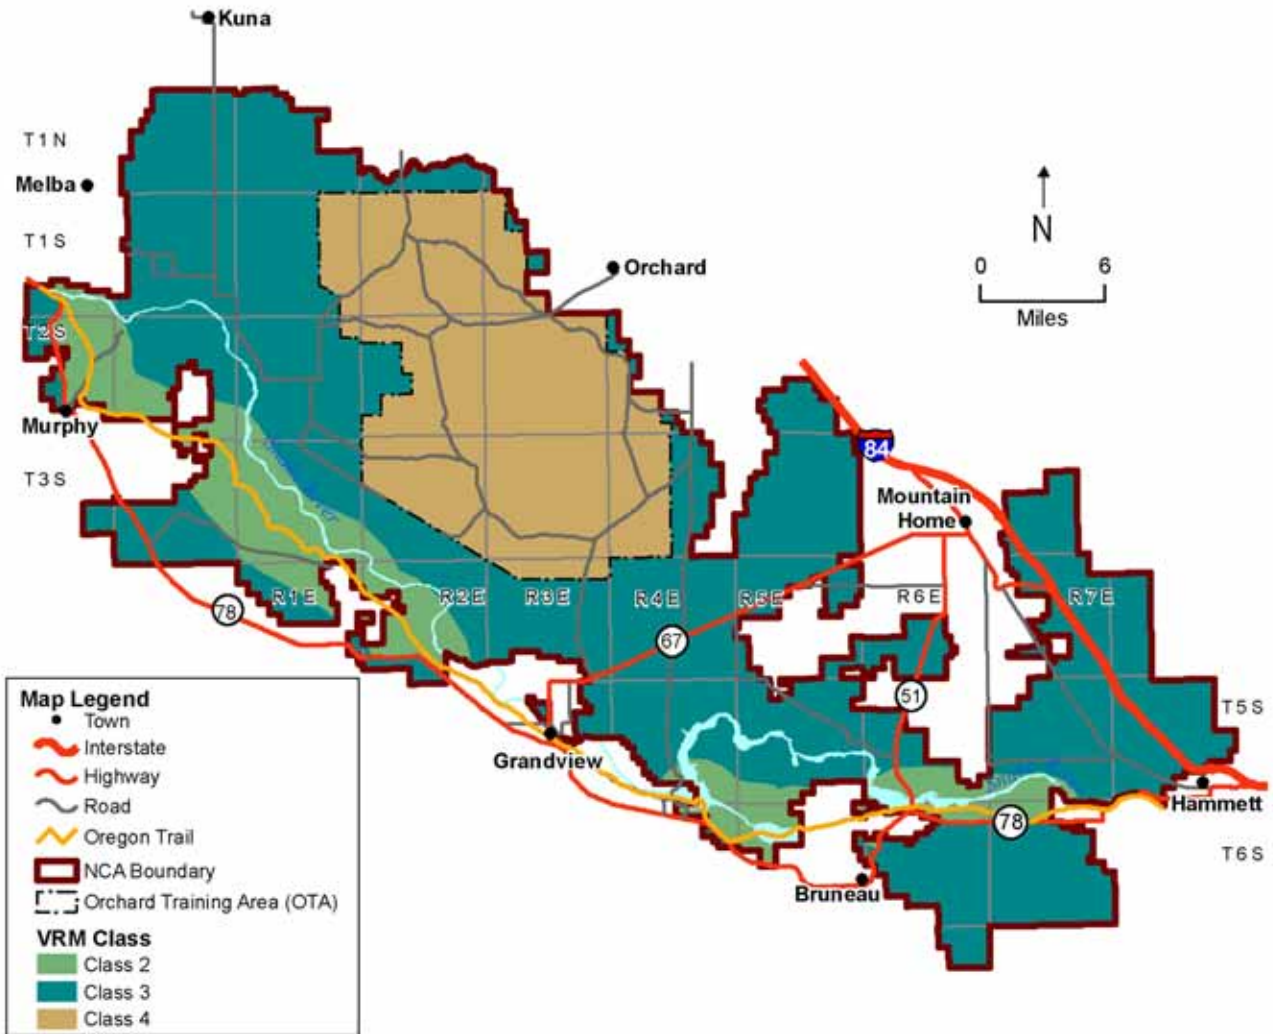 Kuna
T1N
Melba
T1S
Orchard
N
0 6
Miles
T2S
Murphy
84
Mountain
Home
T3S
R1E
R2E
R3E
R4E
R5E
R6E
R7E
78
67
51
T5S
Grandview
Hammett
78
T6S
Bruneau
Map Legend
Town
Interstate
Highway
Road
Oregon Trail
NCA Boundary
Orchard Training Area (OTA)
VRM Class
Class 2
Class 3
Class 4